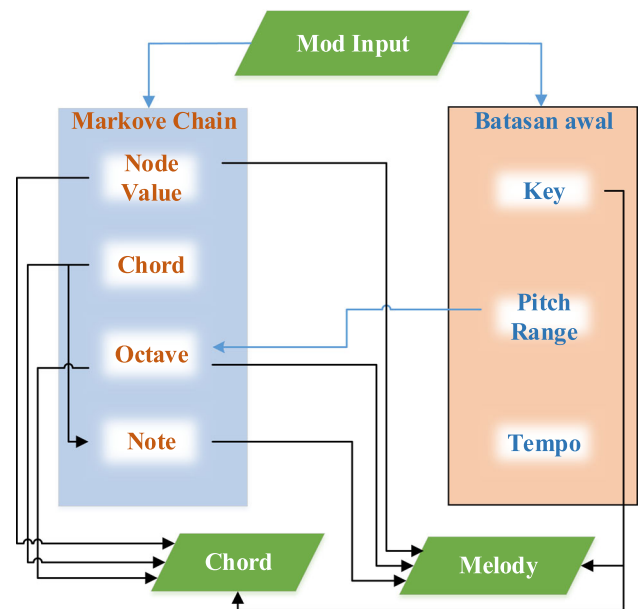 Mod Input
Markove Chain
Node
Value
Chord
Octave
Note
Batasan awal
Key
Pitch
Range
Tempo
Chord
Melody